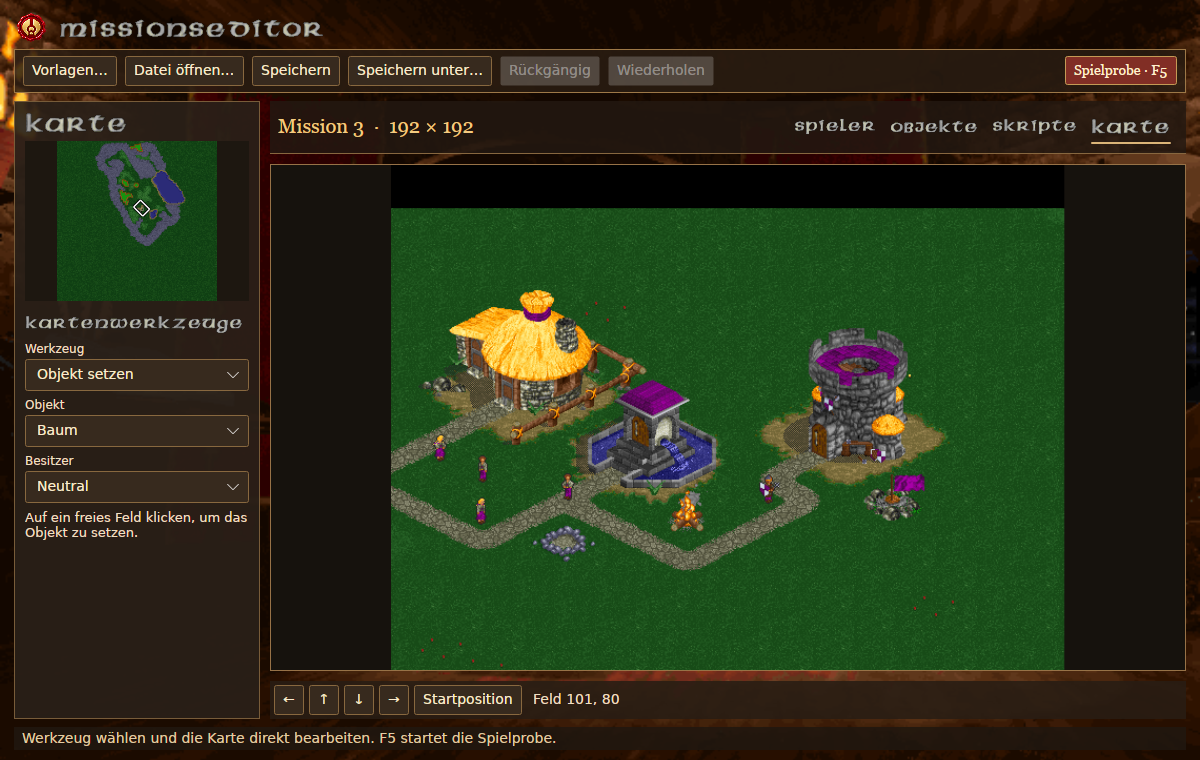 missionseditor
Vorlagen... Datei öffnen... Speichern Speichern unter... Rückgängig Wiederholen Spielprobe · F5
karte
Mission 3 · 192 × 192
spieler objekte skripte karte
kartenwerkzeuge
Werkzeug
Objekt setzen
Objekt
Baum
Besitzer
Neutral
Auf ein freies Feld klicken, um das
Objekt zu setzen.
← ↑ ↓ → Startposition Feld 101, 80
Werkzeug wählen und die Karte direkt bearbeiten. F5 startet die Spielprobe.